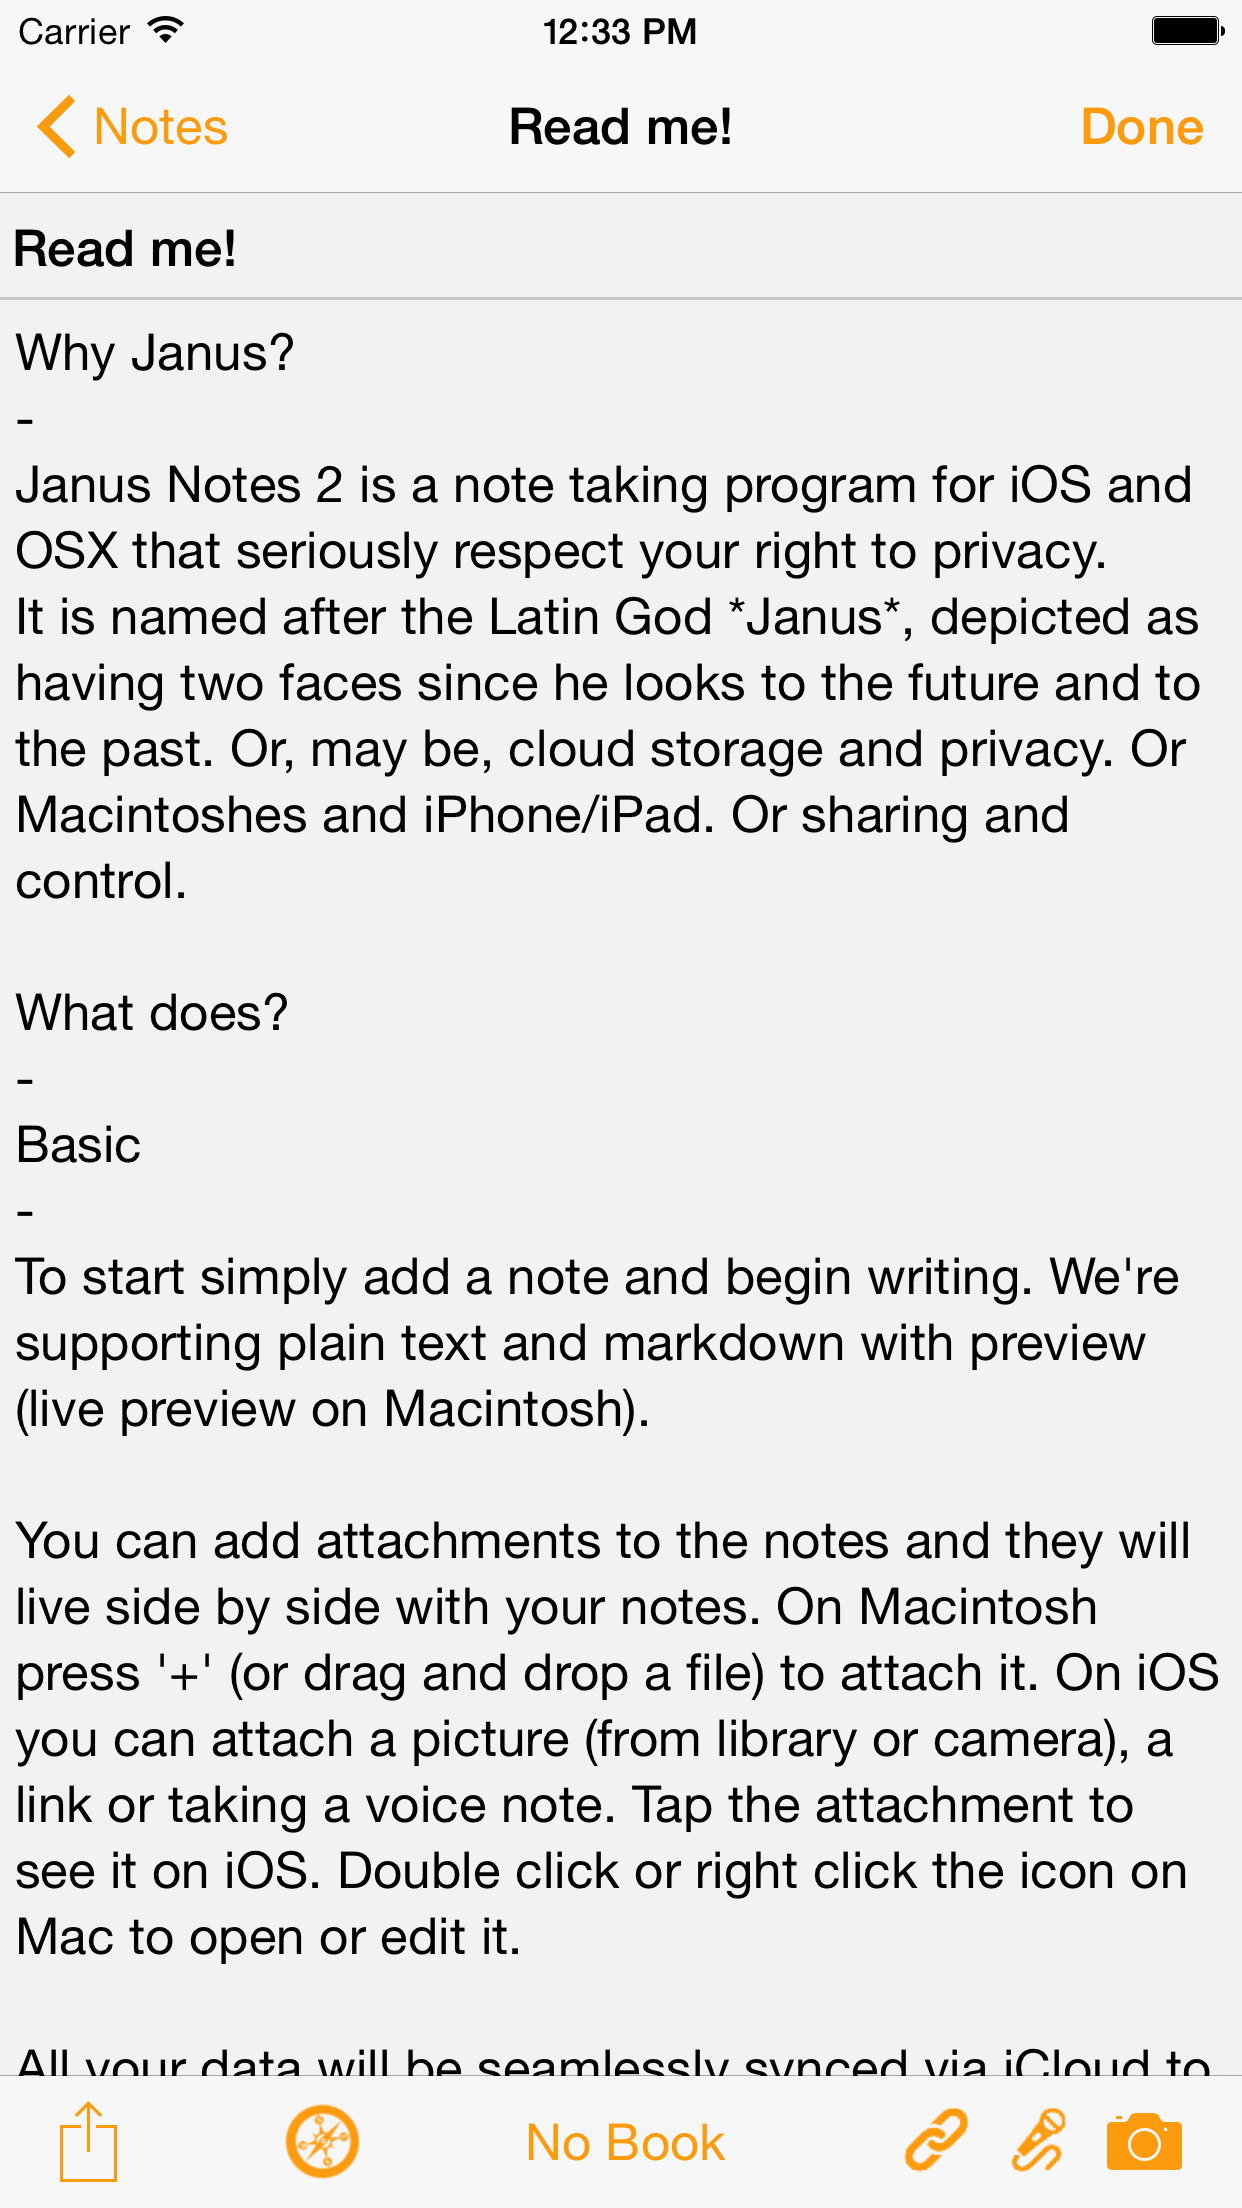 Carrier 12:33 PM
Notes Read me! Done
Read me!
Why Janus?
-
Janus Notes 2 is a note taking program for iOS and
OSX that seriously respect your right to privacy.
It is named after the Latin God *Janus*, depicted as
having two faces since he looks to the future and to
the past. Or, may be, cloud storage and privacy. Or
Macintoshes and iPhone/iPad. Or sharing and
control.
What does?
-
Basic
-
To start simply add a note and begin writing. We're
supporting plain text and markdown with preview
(live preview on Macintosh).
You can add attachments to the notes and they will
live side by side with your notes. On Macintosh
press '+' (or drag and drop a file) to attach it. On iOS
you can attach a picture (from library or camera), a
link or taking a voice note. Tap the attachment to
see it on iOS. Double click or right click the icon on
Mac to open or edit it.
All your data will be seamlessly synced via iCloud to
No Book